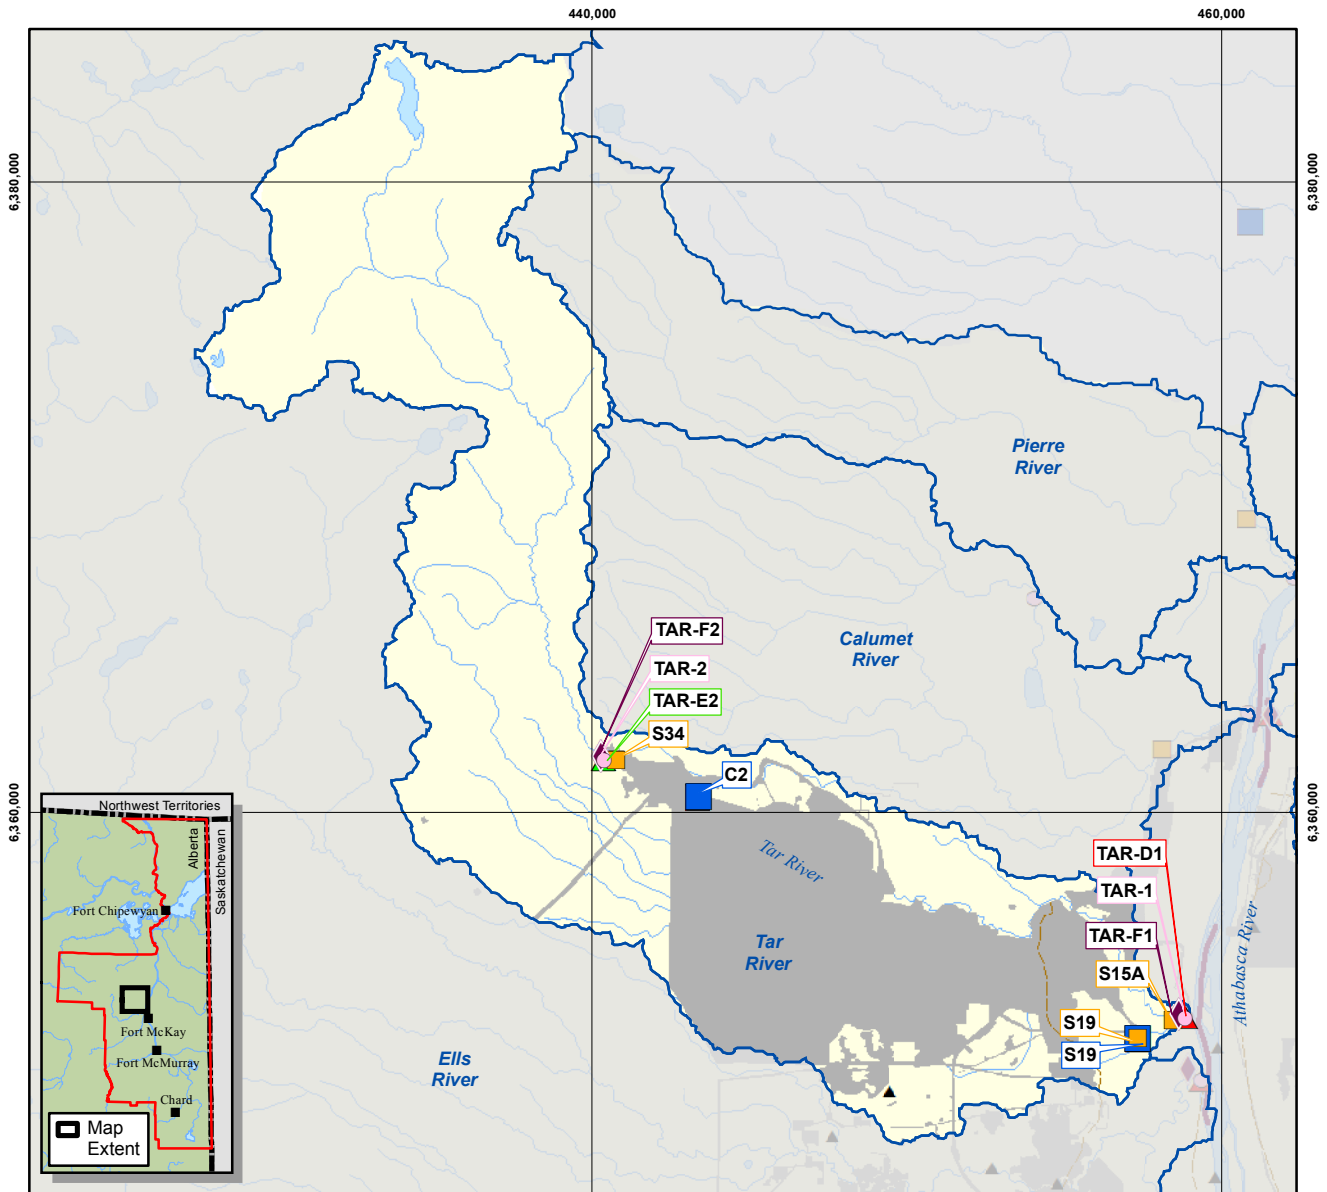 440,000
460,000
6,380,000
6,380,000
Pierre
River
TAR-F2
Calumet
River
TAR-2
TAR-E2
S34
C2
6,360,000
6,360,000
Northwest Territories
Alberta
Saskatchewan
Fort Chipewyan
Fort McKay
Fort McMurray
Chard
Map
Extent
Tar River
TAR-D1
TAR-1
TAR-F1
Tar
River
S15A
Athabasca River
S19
S19
Ells
River